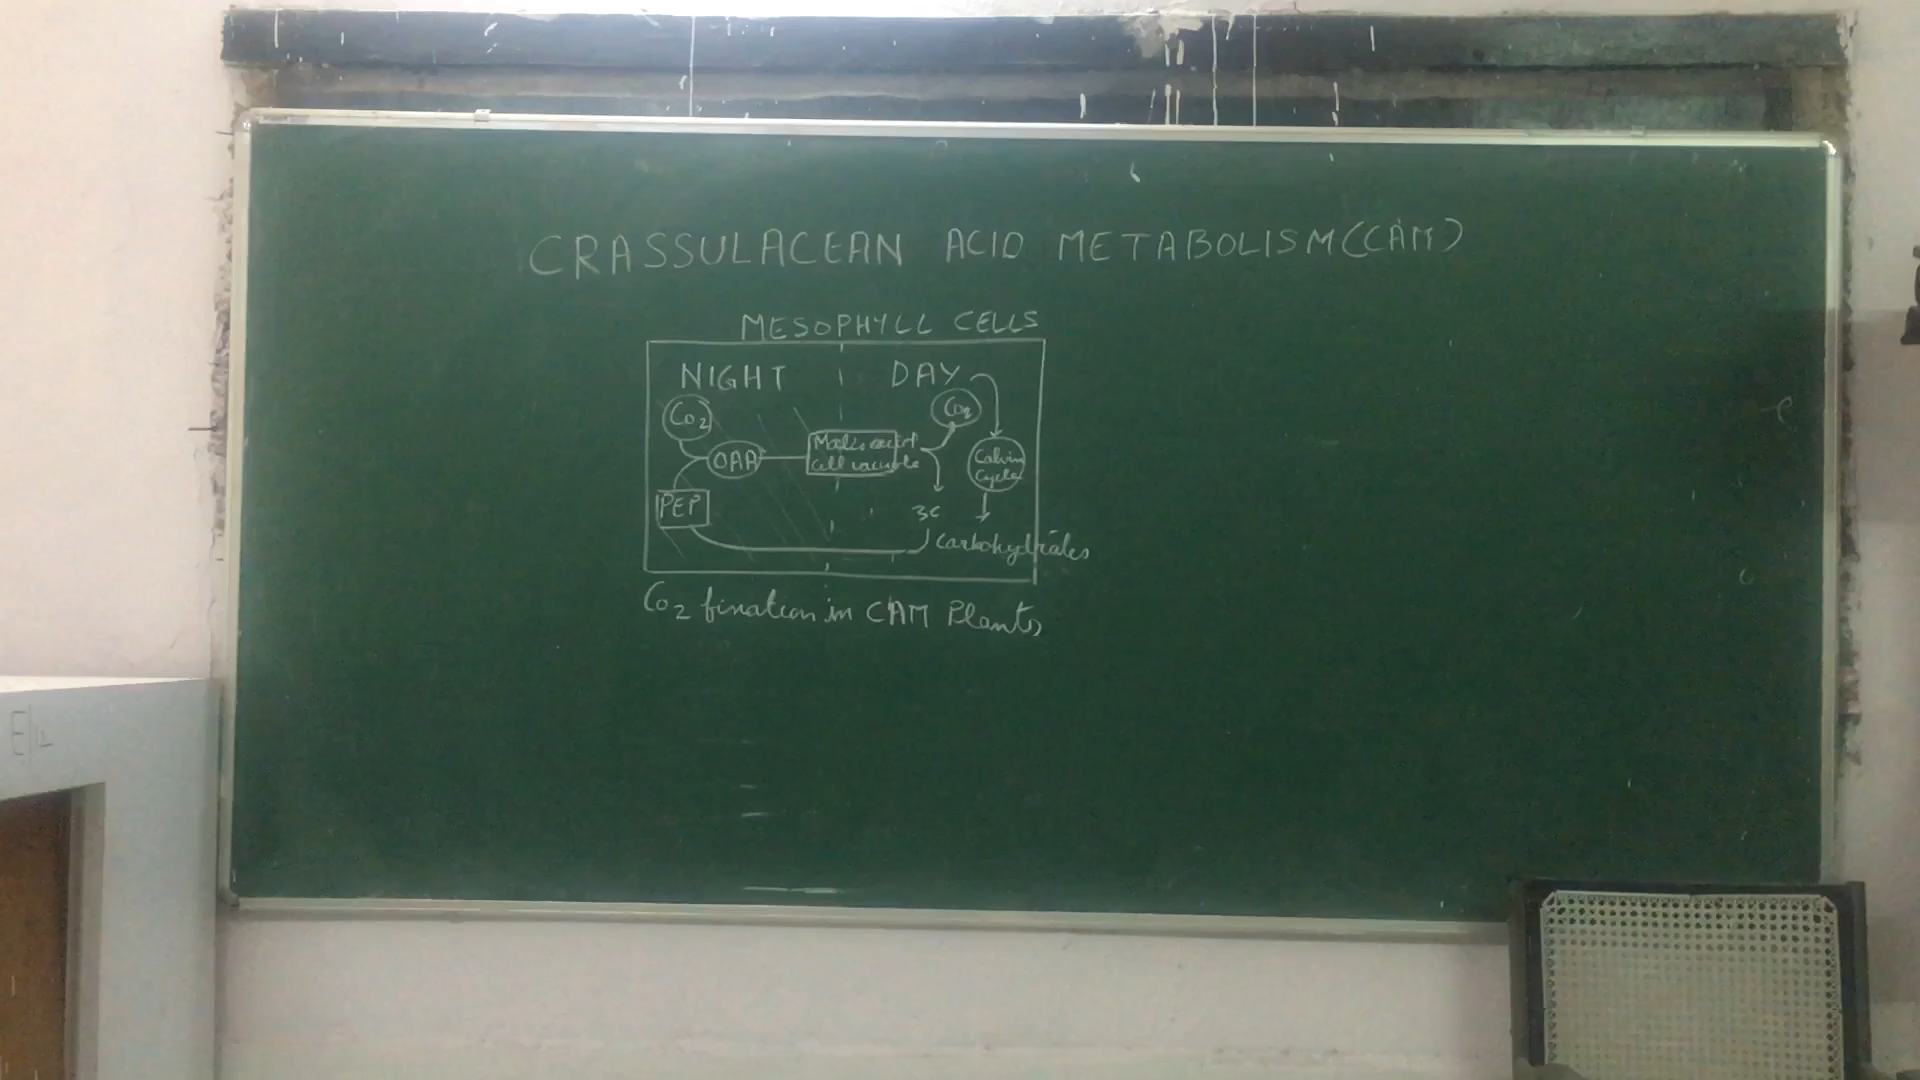 CRASSULACEAN ACID METABOLISM (CAM)
MESOPHYLL CELLS
NIGHT DAY
CO2 CO2
OAA Malic acid
cell vacuole
Calvin
Cycle
PEP 3C
Carbohydrates
CO2 fixation in CAM Plants